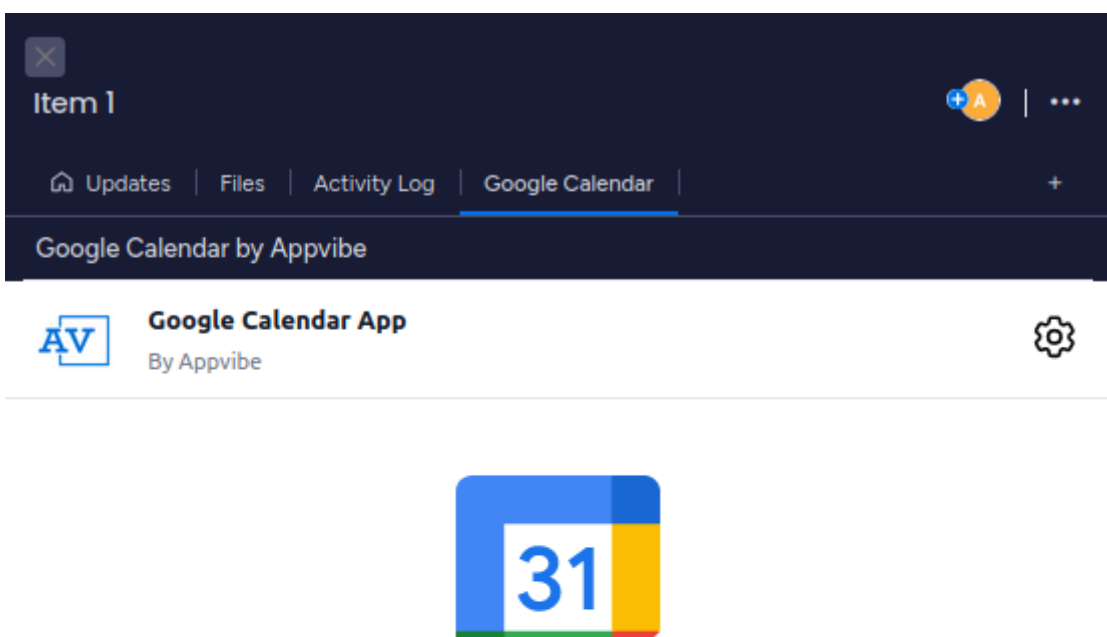 Item 1
A
Updates
Files
Activity Log
Google Calendar
+
Google Calendar by Appvibe
AV
Google Calendar App
By Appvibe
31